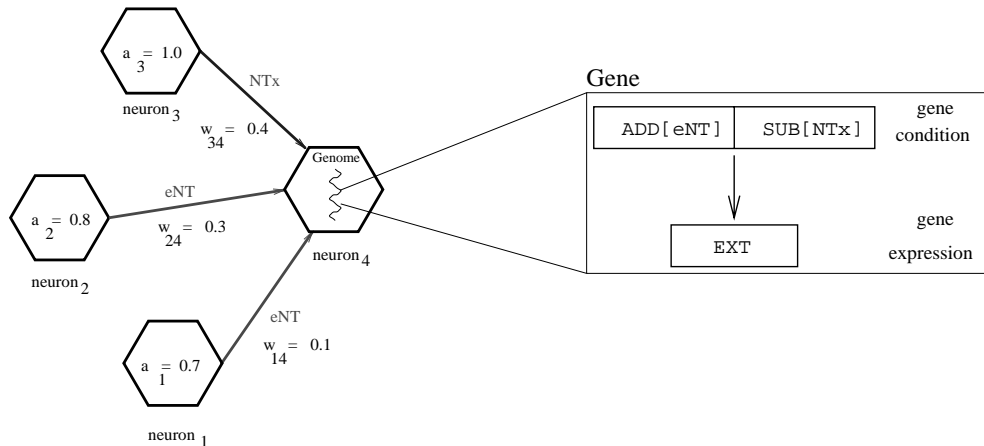 a 3 = 1.0
neuron 3
NTx
w 34 = 0.4
Genome
eNT
a 2 = 0.8
w 24 = 0.3
neuron 2
neuron 4
eNT
w 14 = 0.1
a 1 = 0.7
neuron 1
Gene
ADD[eNT] SUB[NTx]
gene
condition
EXT
gene
expression